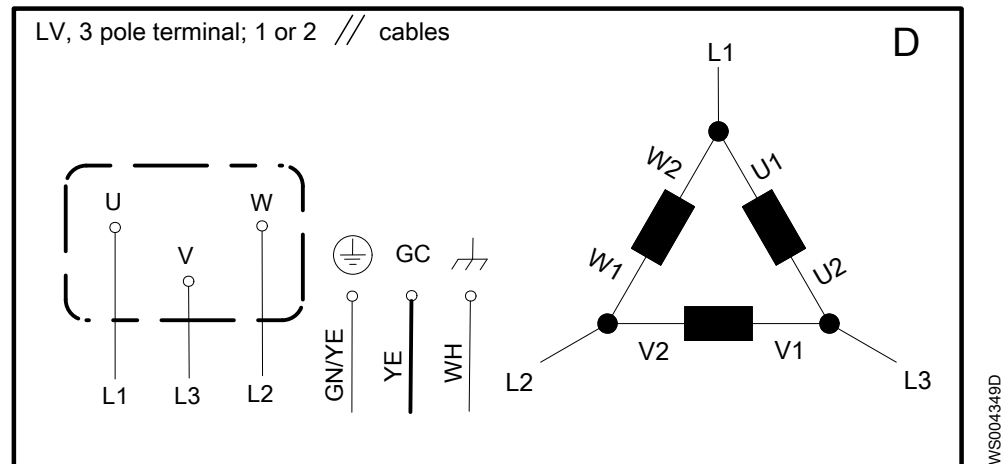 LV, 3 pole terminal; 1 or 2 // cables
D
L1
W2
U1
W1
U2
V2
V1
L2
L3
U
W
V
GC
GN/YE
YE
WH
L1
L3
L2
WS004349D